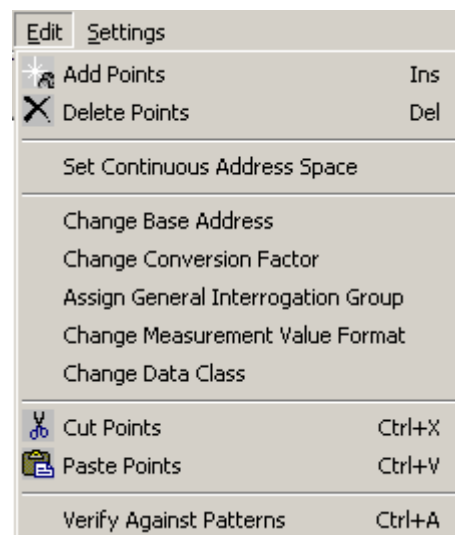 Edit Settings
Add Points Ins
Delete Points Del
Set Continuous Address Space
Change Base Address
Change Conversion Factor
Assign General Interrogation Group
Change Measurement Value Format
Change Data Class
Cut Points Ctrl+X
Paste Points Ctrl+V
Verify Against Patterns Ctrl+A